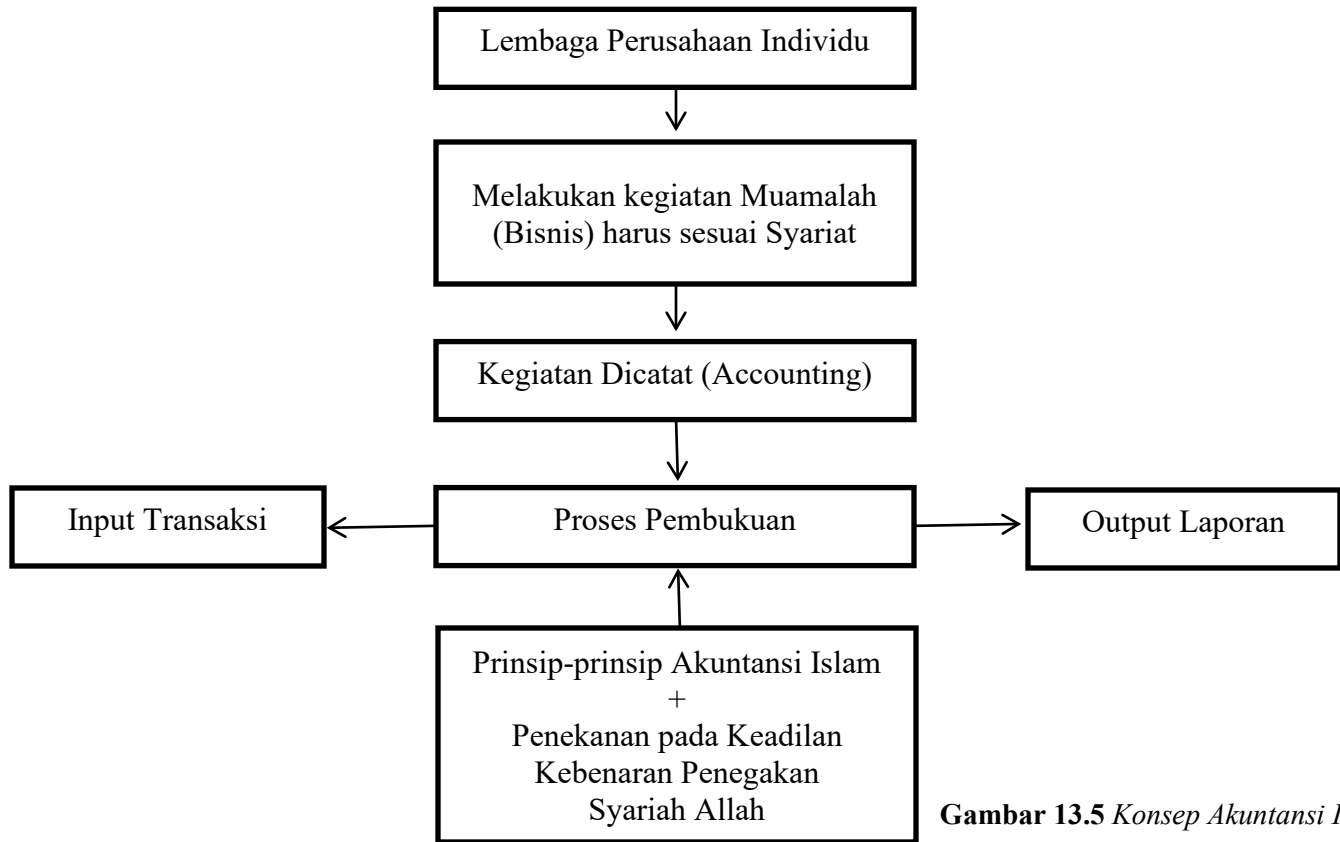 Lembaga Perusahaan Individu
Melakukan kegiatan Muamalah
(Bisnis) harus sesuai Syariat
Kegiatan Dicatat (Accounting)
Input Transaksi
Proses Pembukuan
Output Laporan
Prinsip-prinsip Akuntansi Islam
+
Penekanan pada Keadilan
Kebenaran Penegakan
Syariah Allah
Gambar 13.5 Konsep Akuntansi